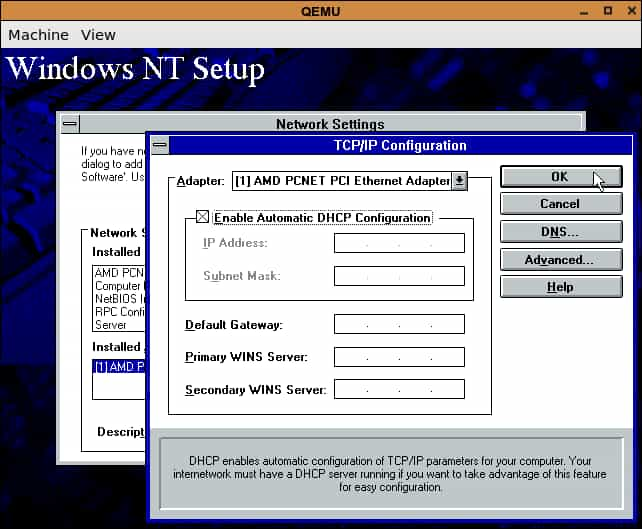 QEMU
Machine View
Windows NT Setup
Network Settings
If you have no
dialog to add
Software'. Us
Network S
Installed
AMD PCN
Computer
NetBIOS In
RPC Confi
Server
Installed
[1] AMD P
Descript
TCP/IP Configuration
Adapter: [1] AMD PCNET PCI Ethernet Adapter
Enable Automatic DHCP Configuration
IP Address: . . .
Subnet Mask: . . .
Default Gateway: . . .
Primary WINS Server: . . .
Secondary WINS Server: . . .
OK
Cancel
DNS...
Advanced...
Help
DHCP enables automatic configuration of TCP/IP parameters for your computer. Your
internetwork must have a DHCP server running if you want to take advantage of this feature
for easy configuration.